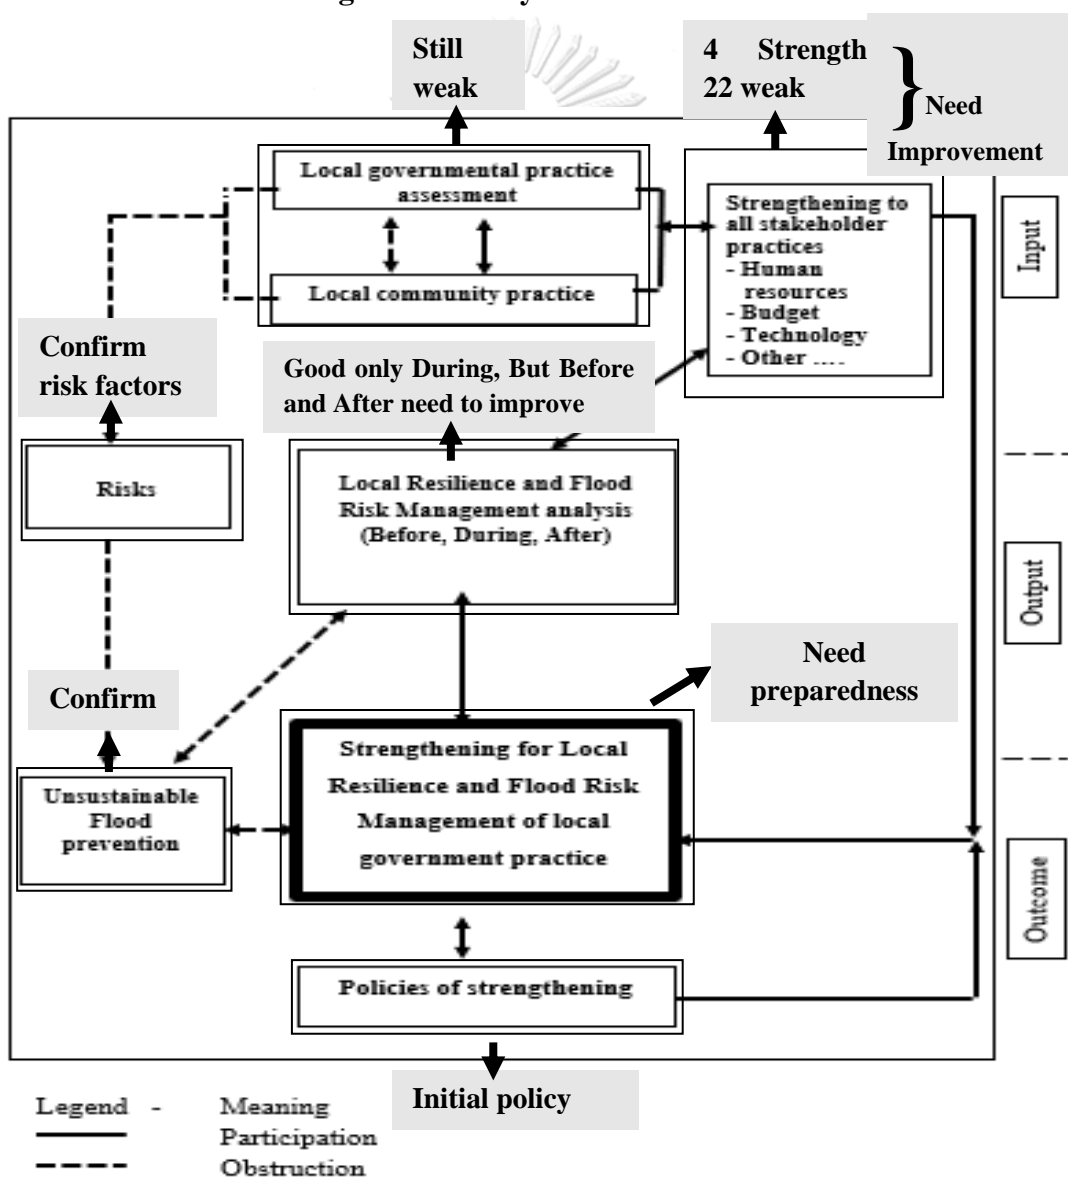 Still
weak
4 Strength
22 weak
Need
Improvement
Local governmental practice
assessment
Local community practice
Strengthening to
all stakeholder
practices
- Human
resources
- Budget
- Technology
- Other ....
Input
Confirm
risk factors
Good only During, But Before
and After need to improve
Risks
Local Resilience and Flood
Risk Management analysis
(Before, During, After)
Output
Need
preparedness
Confirm
Unsustainable
Flood
prevention
Strengthening for Local
Resilience and Flood Risk
Management of local
government practice
Outcome
Policies of strengthening
Initial policy
Legend - Meaning
Participation
Obstruction